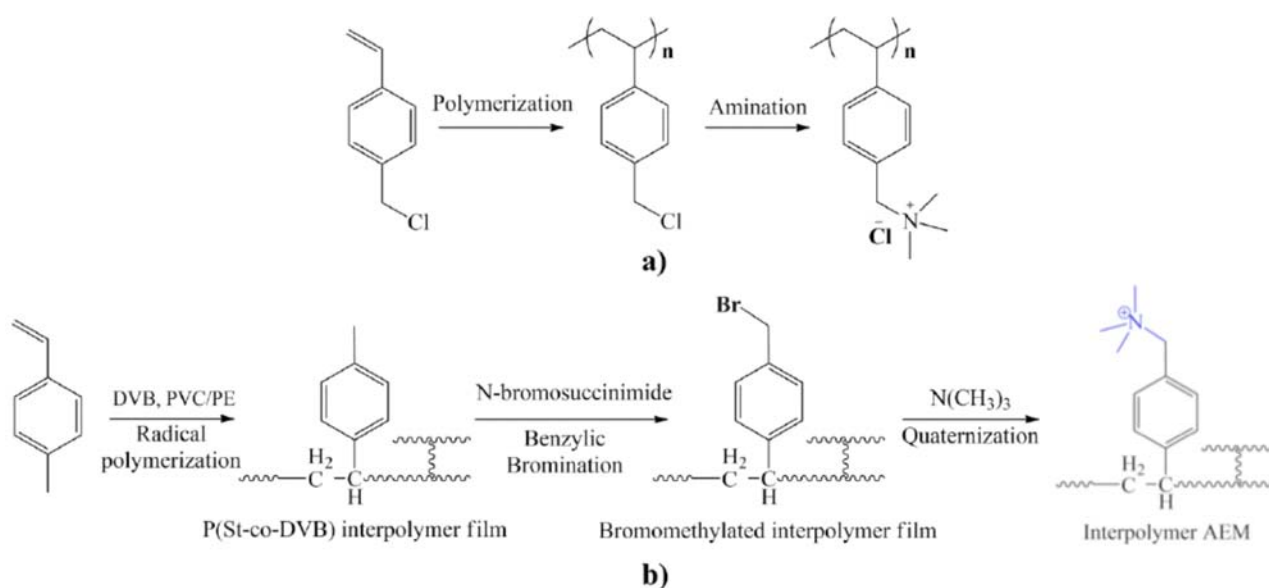 n
n
Polymerization
Amination
Cl
Cl
N+
Cl-
a)
Br
N⊕
DVB, PVC/PE
Radical
polymerization
N-bromosuccinimide
Benzylic
Bromination
N(CH3)3
Quaternization
H2
C
C
H
H2
C
C
H
H2
C
C
H
P(St-co-DVB) interpolymer film
Bromomethylated interpolymer film
Interpolymer AEM
b)